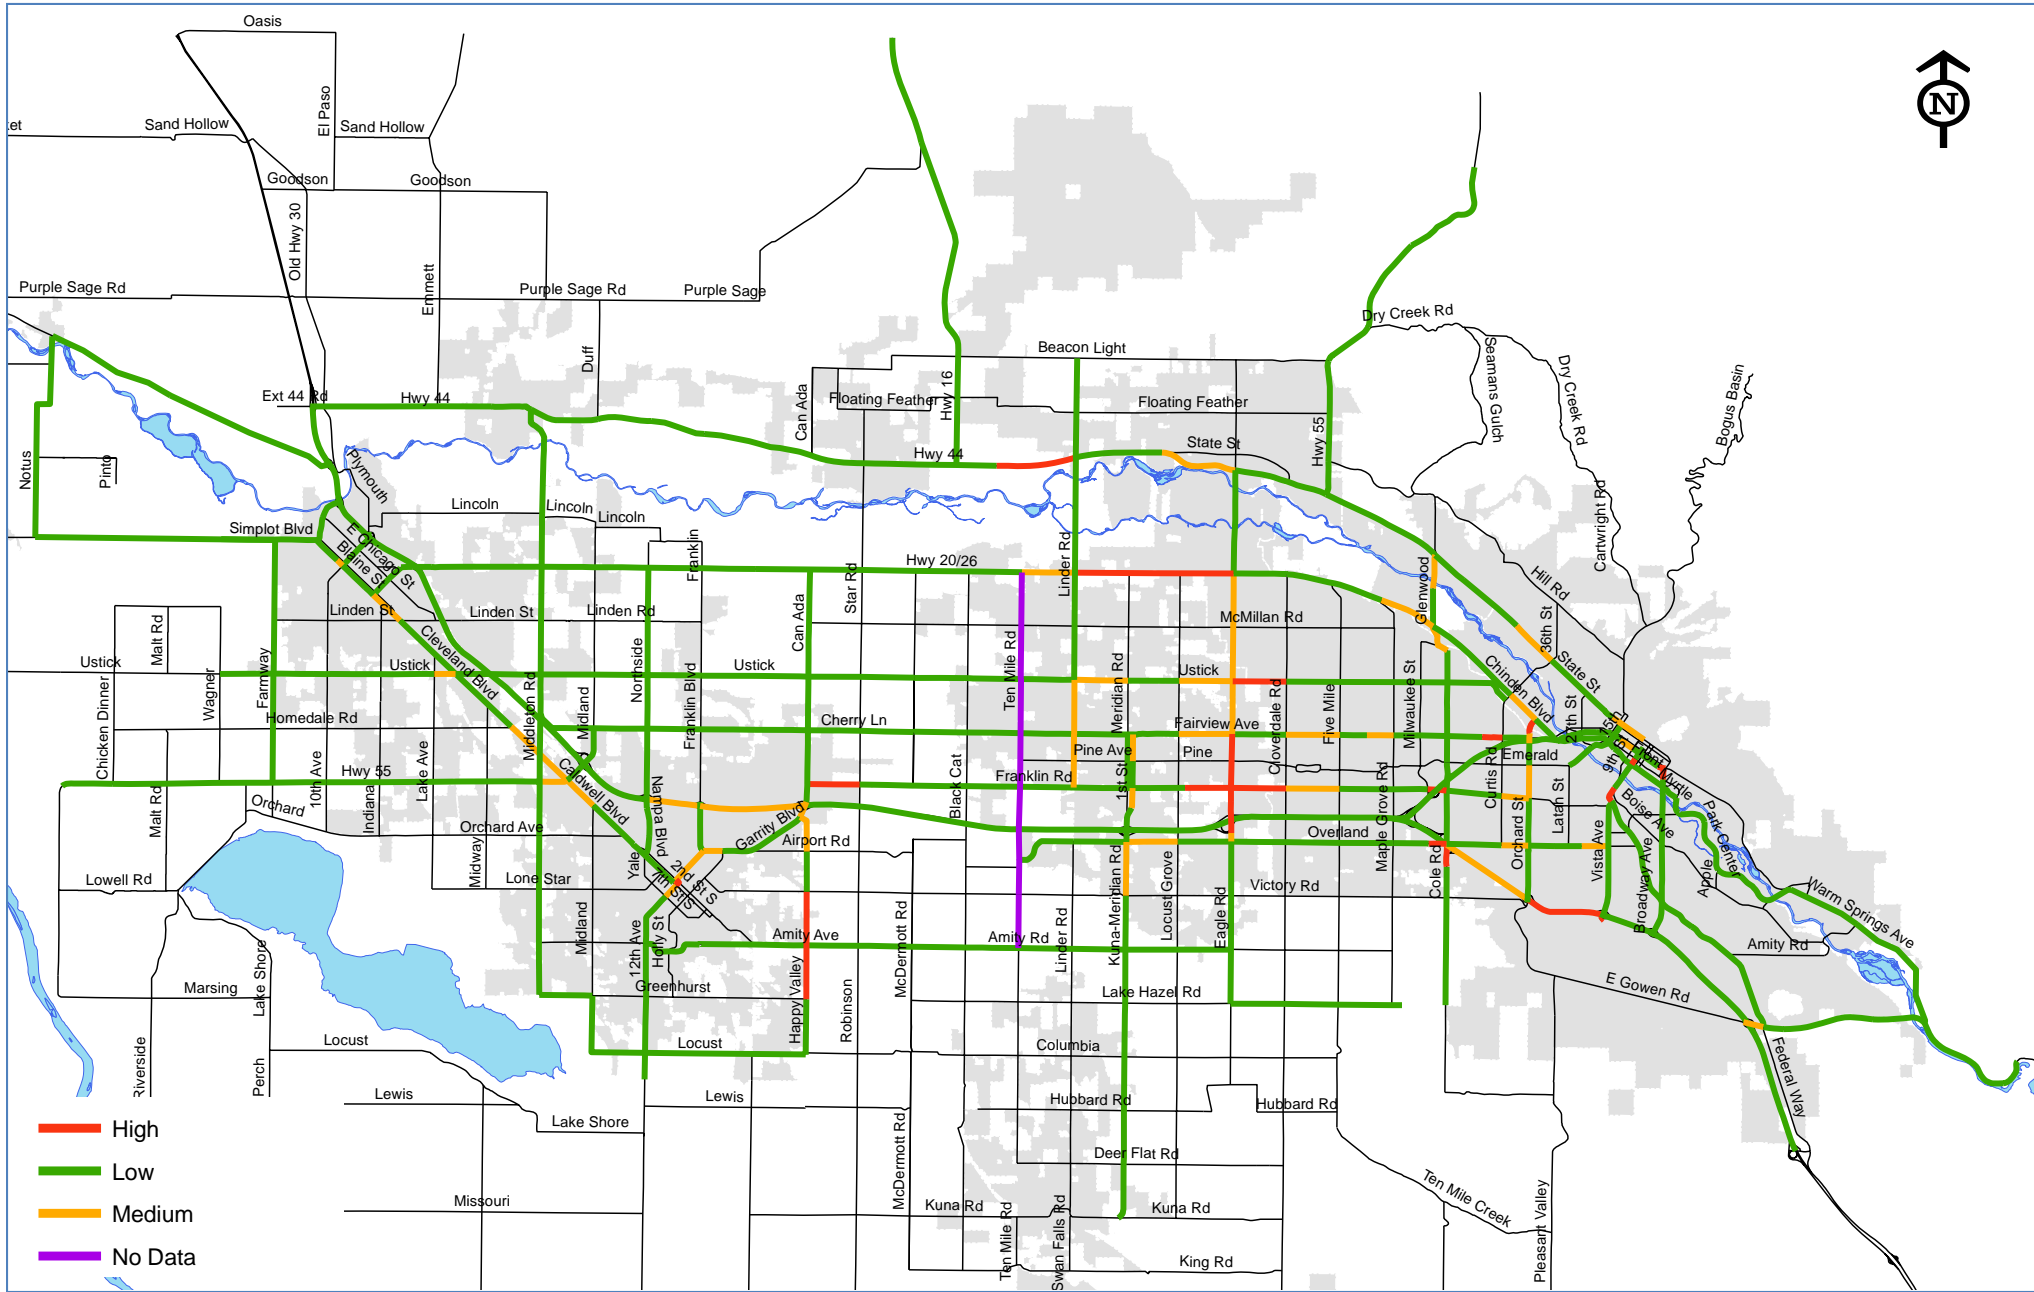 Oasis
N
El Paso
Sand Hollow
Sand Hollow
Goodson
Goodson
Old Hwy 30
Emmett
Purple Sage Rd
Purple Sage Rd
Purple Sage
Dry Creek Rd
Seamans Gulch
Dry Creek Rd
Bogus Basin
Beacon Light
Duff
Ext 44 Rd
Hwy 44
Can Ada
Floating Feather
Hwy 16
Floating Feather
Hwy 55
State St
Hwy 44
Notus
Pinto
Plymouth
Cartwright Rd
Lincoln
Lincoln
Lincoln
Simplot Blvd
E Chicago St
Blaine St
Franklin
Hwy 20/26
Linder Rd
Star Rd
Glenwood
Hill Rd
Linden St
Linden St
Linden Rd
McMillan Rd
Malt Rd
Can Ada
36th St
Ustick
Ustick
Cleveland Blvd
Ustick
Ustick
Ten Mile Rd
Meridian Rd
Farmway
Wagner
Chicken Dinner
Northside
Franklin Blvd
Midland
Middleton Rd
Chinden Blvd
State St
Homedale Rd
Cherry Ln
Fairview Ave
Cloverdale Rd
Five Mile
Milwaukee St
27th St
15th
Pine Ave
Pine
Emerald
Front
Myrtle
9th St
Hwy 55
Caldwell Blvd
10th Ave
Indiana
Lake Ave
Nampa Blvd
Franklin Rd
Black Cat
1st St
Curtis Rd
Malt Rd
Orchard
Orchard Ave
Garrity Blvd
Airport Rd
Overland
Maple Grove Rd
Orchard St
Latah St
Boise Ave
Park Center
Midway
Yale
2nd St S
7th St S
Lowell Rd
Lone Star
Victory Rd
Kuna-Meridian Rd
Locust Grove
Eagle Rd
Cole Rd
Vista Ave
Broadway Ave
Apple
Warm Springs Ave
Midland
12th Ave
Holly St
Amity Ave
Amity Rd
Amity Rd
Linder Rd
McDermott Rd
Marsing
Lake Shore
Greenhurst
Happy Valley
Robinson
Lake Hazel Rd
E Gowen Rd
Riverside
Perch
Locust
Locust
Columbia
Federal Way
Lewis
Lewis
Lake Shore
Hubbard Rd
Hubbard Rd
McDermott Rd
Deer Flat Rd
Missouri
Kuna Rd
Kuna Rd
Ten Mile Rd
Swan Falls Rd
King Rd
Ten Mile Creek
Pleasant Valley
High
Low
Medium
No Data